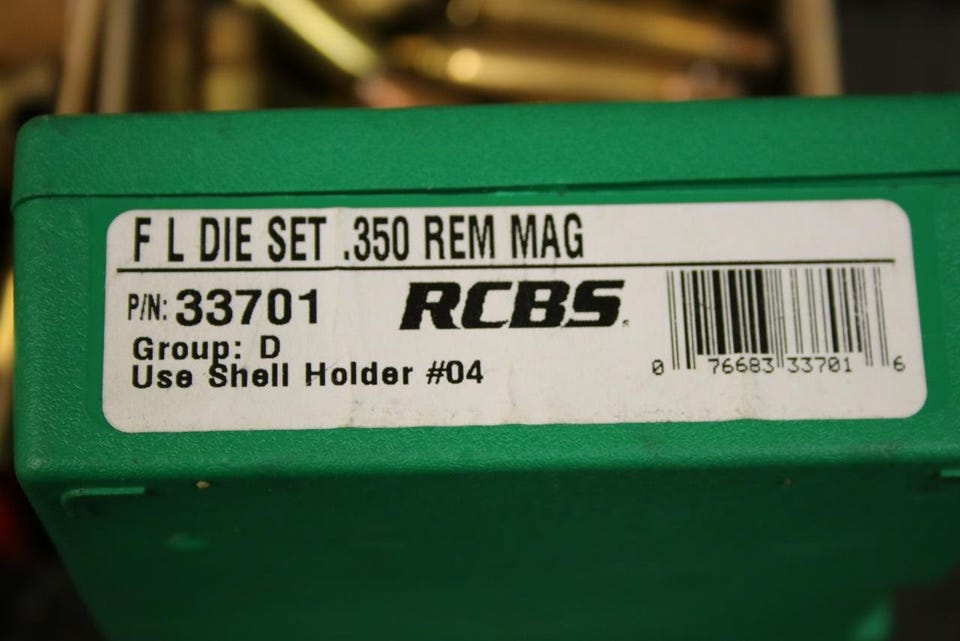 F L DIE SET .350 REM MAG
P/N: 33701
RCBS.
Group: D
Use Shell Holder #04
0 76683 33701 6